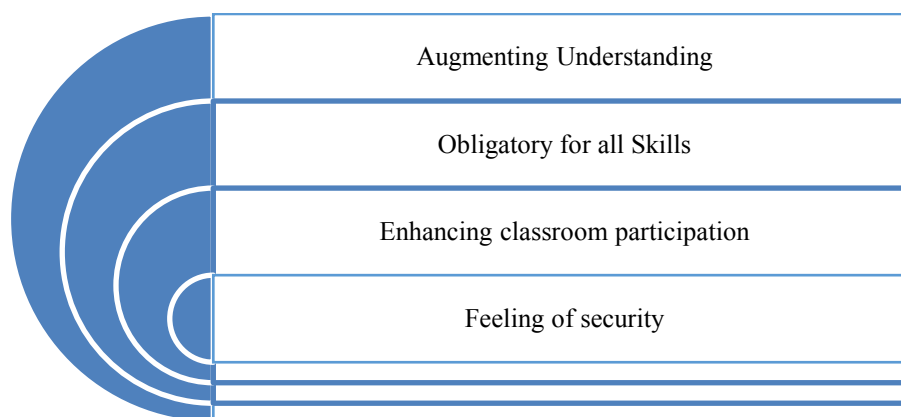 Augmenting Understanding
Obligatory for all Skills
Enhancing classroom participation
Feeling of security